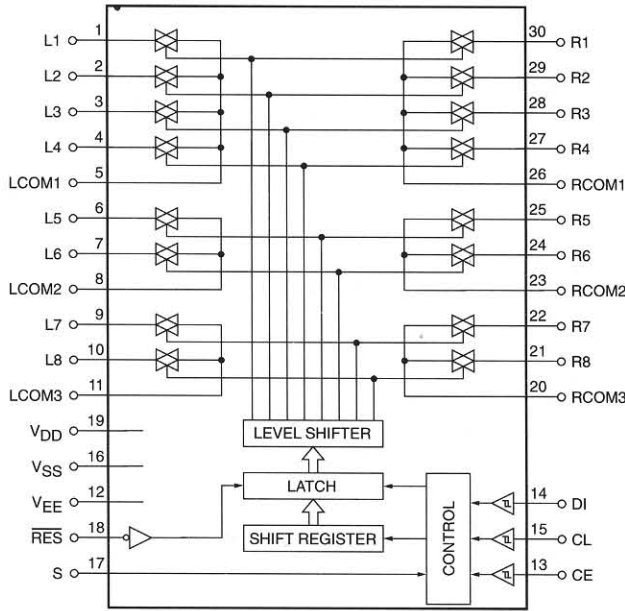 L1 1 30 R1
L2 2 29 R2
L3 3 28 R3
L4 4 27 R4
LCOM1 5 26 RCOM1
L5 6 25 R5
L6 7 24 R6
LCOM2 8 23 RCOM2
L7 9 22 R7
L8 10 21 R8
LCOM3 11 20 RCOM3
VDD 19
LEVEL SHIFTER
VSS 16
LATCH
VEE 12
14 DI
RES 18
SHIFT REGISTER
CONTROL
15 CL
S 17
13 CE